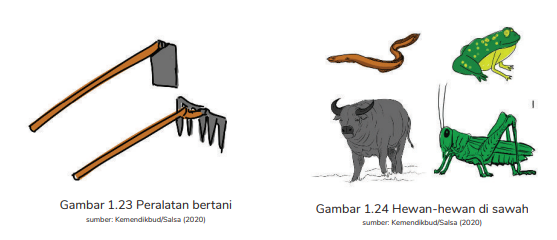 Gambar 1.23 Peralatan bertani
sumber: Kemendikbud/Salsa (2020)
Gambar 1.24 Hewan-hewan di sawah
sumber: Kemendikbud/Salsa (2020)